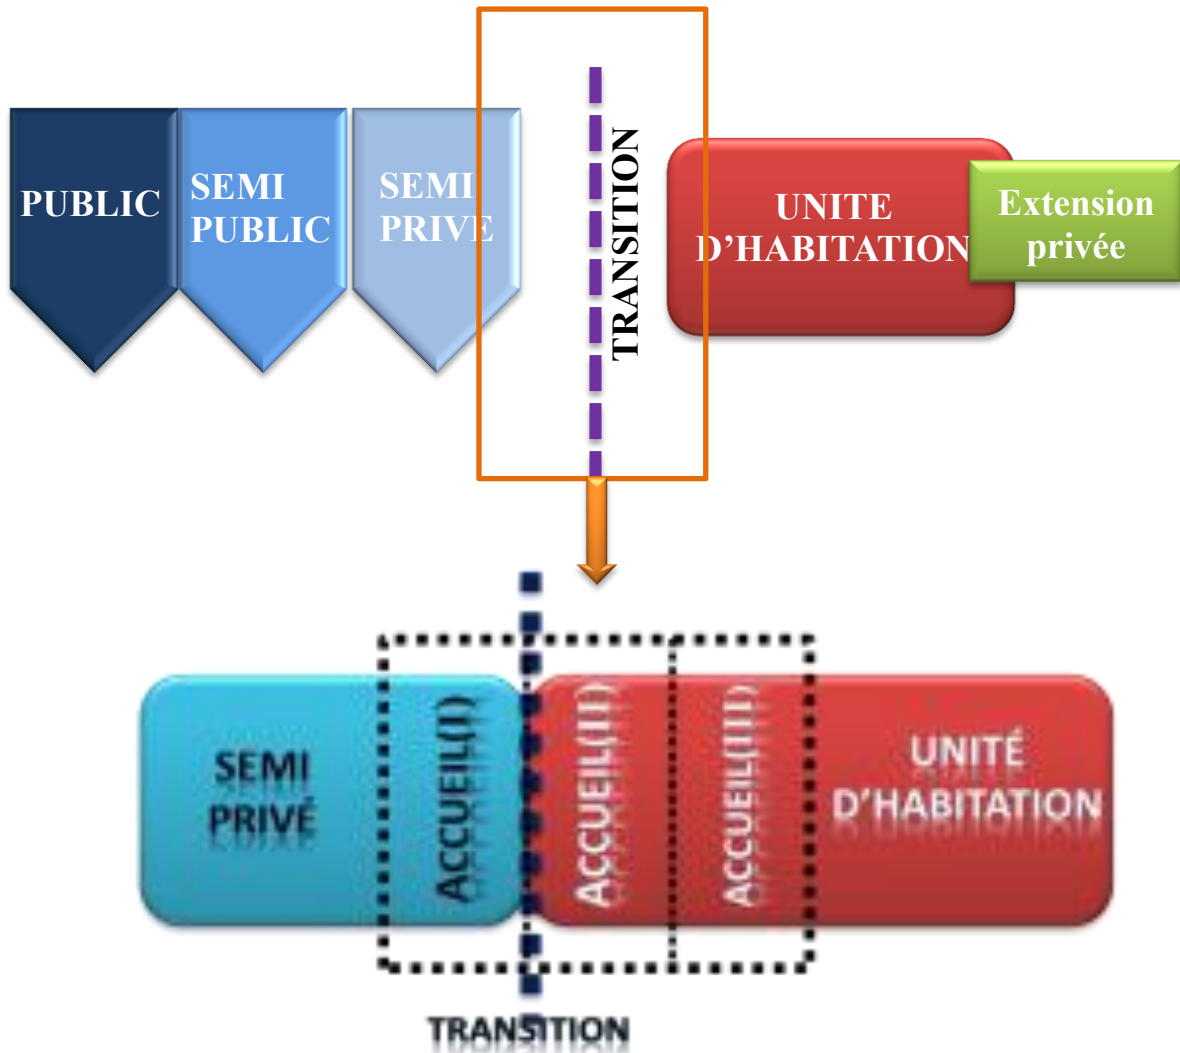 PUBLIC
SEMI
PUBLIC
SEMI
PRIVE
TRANSITION
UNITE
D'HABITATION
Extension
privée
SEMI
PRIVÉ
ACCUEIL(I)
ACCUEIL(II)
ACCUEIL(III)
UNITÉ
D'HABITATION
TRANSITION